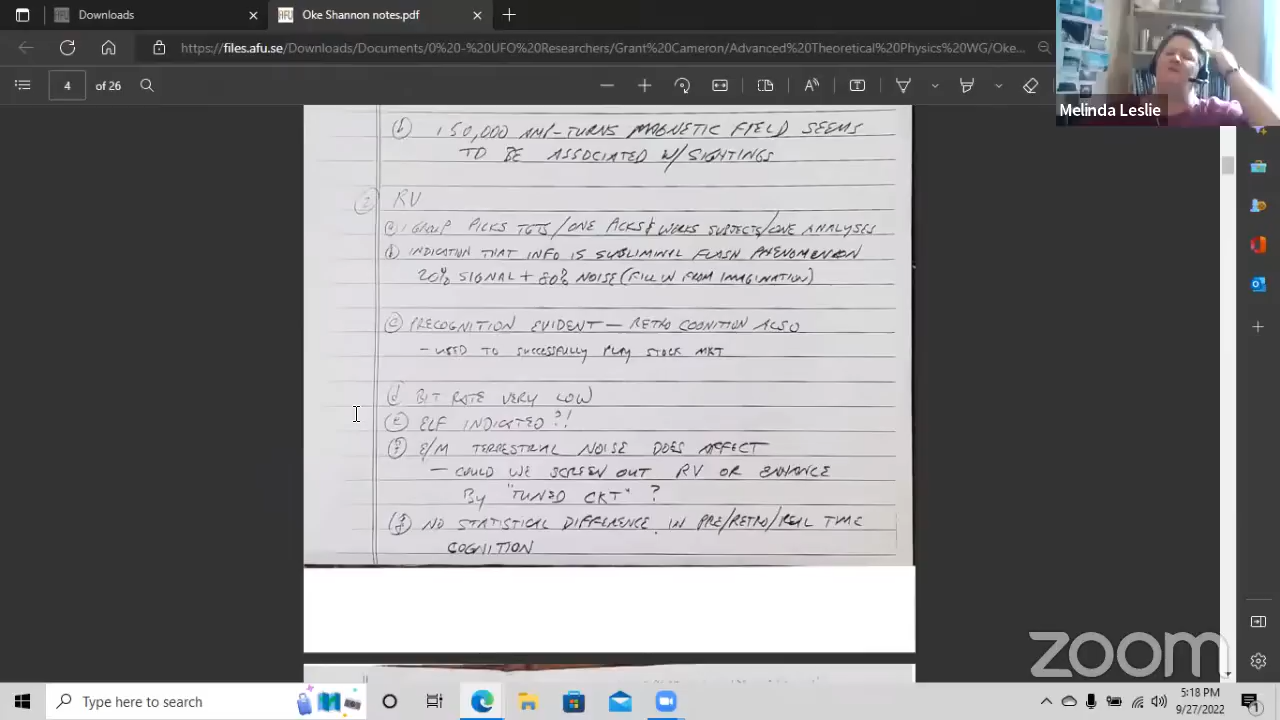 Downloads
Oke Shannon notes.pdf
https://files.afu.se/Downloads/Documents/0%20-%20UFO%20Researchers/Grant%20Cameron/Advanced%20Theoretical%20Physics%20WG/Oke...
4 of 26
Melinda Leslie
(b) 150,000 AMP-TURNS MAGNETIC FIELD SEEMS
TO BE ASSOCIATED W/SIGHTINGS
(2) RV
(a) 1 GROUP PICKS TGTS/ONE & WORKS SUBJECTS/ONE ANALYSES
(b) INDICATION THAT INFO IS SUBLIMINAL FLASH PHENOMENON
20% SIGNAL + 80% NOISE (FILL IN FROM IMAGINATION)
(c) PRECOGNITION EVIDENT — RETRO COGNITION ALSO
- USED TO SUCCESSFULLY PLAY STOCK MKT
(d) BIT RATE VERY LOW
(e) ELF INDICATED?!
(f) E/M TERRESTRIAL NOISE DOES AFFECT
— COULD WE SCREEN OUT RV OR ENHANCE
By "TUNED CKT" ?
(g) NO STATISTICAL DIFFERENCE IN PRE/RETRO/REAL TIME
COGNITION
zoom
Type here to search
5:18 PM
9/27/2022